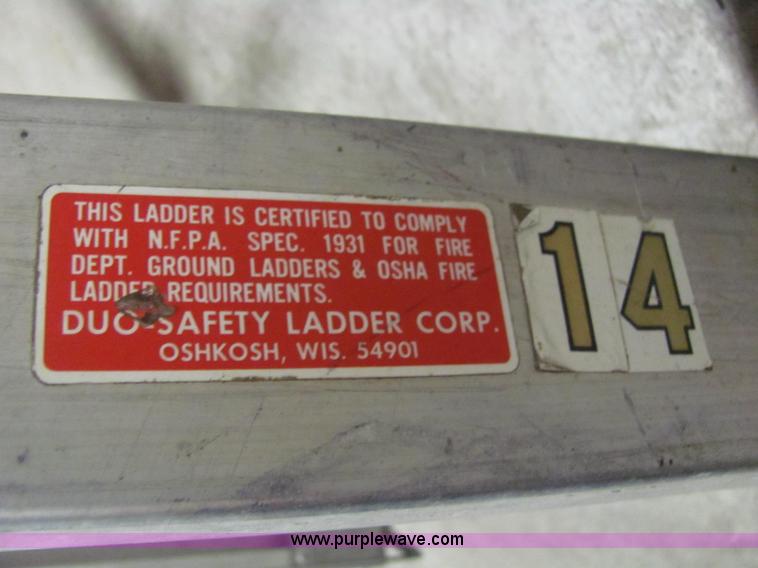 THIS LADDER IS CERTIFIED TO COMPLY
WITH N.F.P.A. SPEC. 1931 FOR FIRE
DEPT. GROUND LADDERS & OSHA FIRE
LADDER REQUIREMENTS.
DUO-SAFETY LADDER CORP.
OSHKOSH, WIS. 54901
14
www.purplewave.com